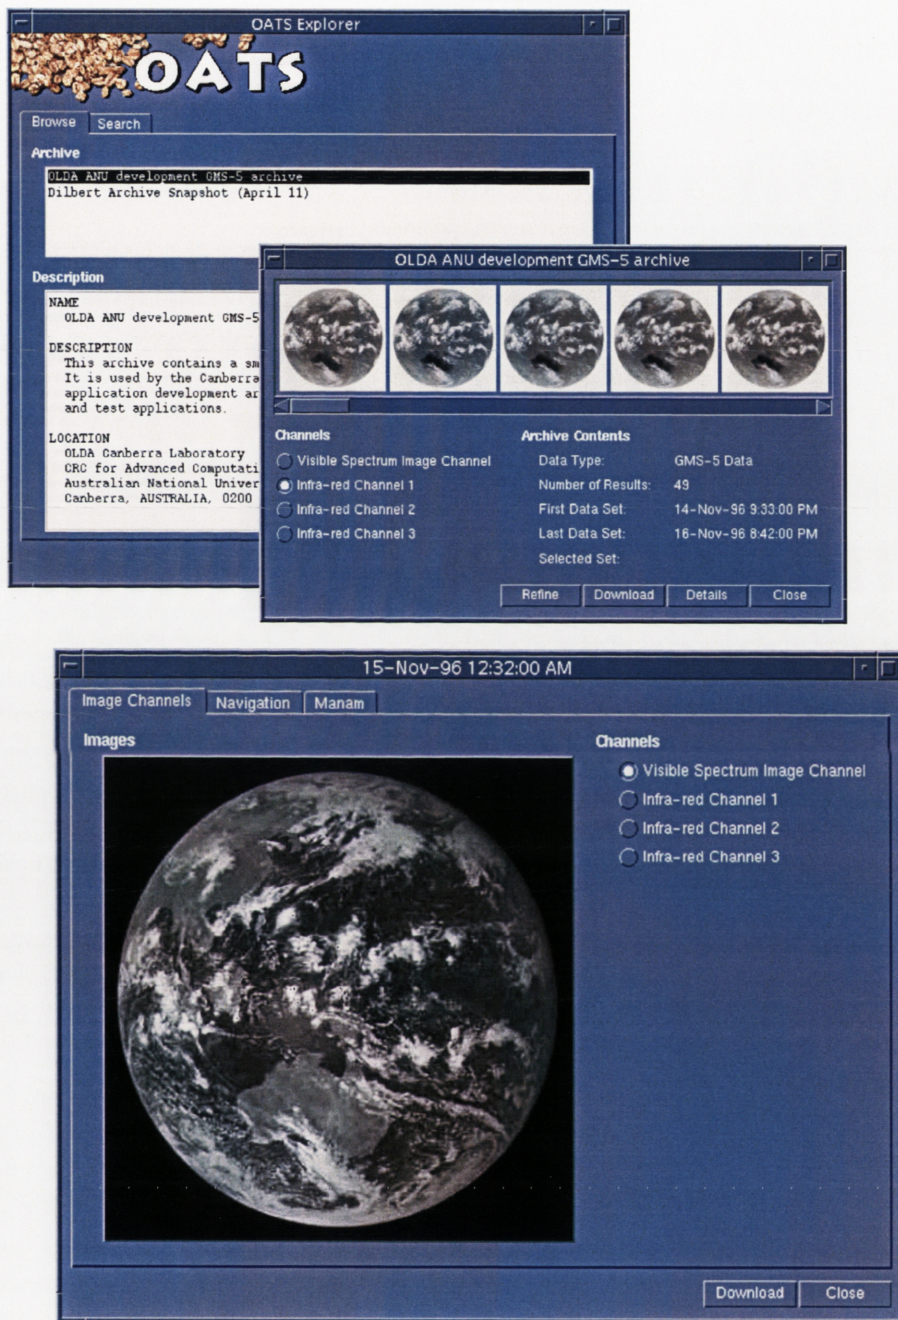 OATS Explorer
OATS
Browse Search
Archive
OLDA ANU development GMS-5 archive
Dilbert Archive Snapshot (April 11)
Description
NAME
OLDA ANU development GMS-5
DESCRIPTION
This archive contains a sm
It is used by the Canberra
application development ar
and test applications.
LOCATION
OLDA Canberra Laboratory
CRC for Advanced Computati
Australian National Univer
Canberra, AUSTRALIA, 0200
OLDA ANU development GMS-5 archive
Channels
Visible Spectrum Image Channel
Infra-red Channel 1
Infra-red Channel 2
Infra-red Channel 3
Archive Contents
Data Type: GMS-5 Data
Number of Results: 49
First Data Set: 14-Nov-96 9:33:00 PM
Last Data Set: 16-Nov-96 8:42:00 PM
Selected Set:
Refine Download Details Close
15-Nov-96 12:32:00 AM
Image Channels Navigation Manam
Images
Channels
Visible Spectrum Image Channel
Infra-red Channel 1
Infra-red Channel 2
Infra-red Channel 3
Download Close